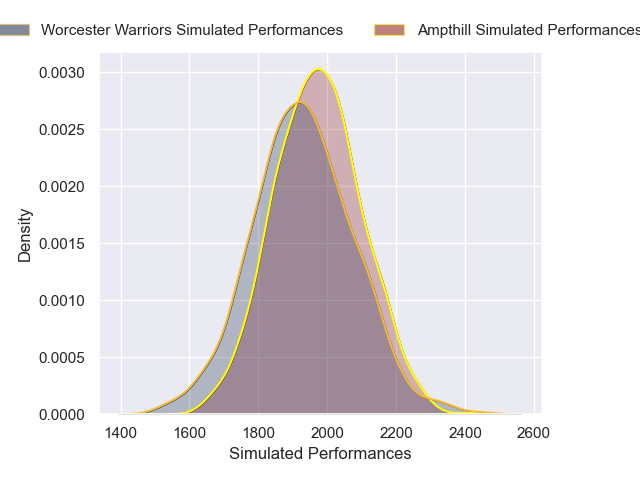 Worcester Warriors Simulated Performances
Ampthill Simulated Performances
0.0030
0.0025
0.0020
0.0015
0.0010
0.0005
0.0000
Density
1400 1600 1800 2000 2200 2400 2600
Simulated Performances